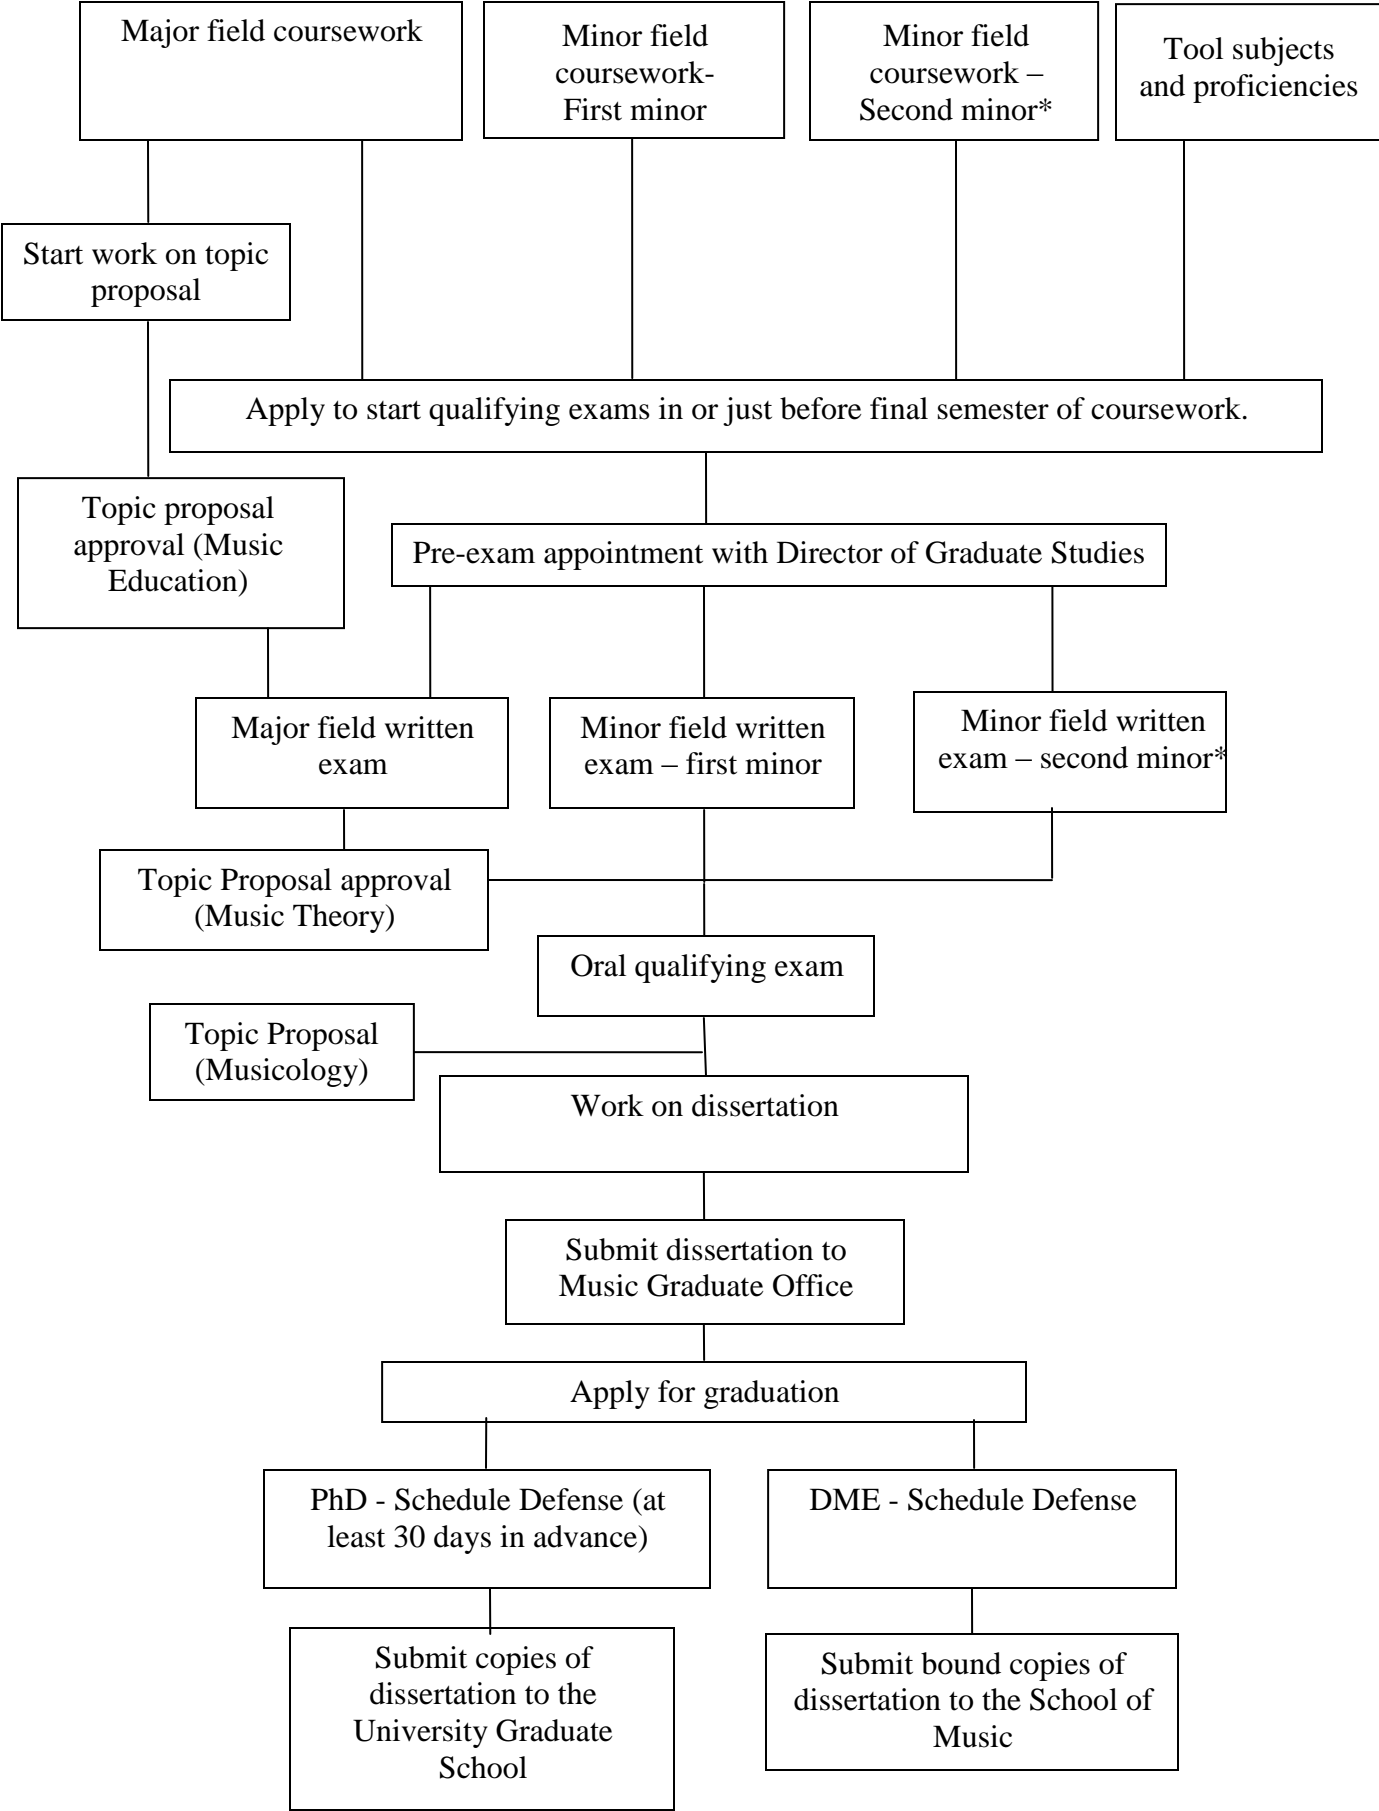 Major field coursework
Minor field
coursework-
First minor
Minor field
coursework –
Second minor*
Tool subjects
and proficiencies
Start work on topic
proposal
Apply to start qualifying exams in or just before final semester of coursework.
Topic proposal
approval (Music
Education)
Pre-exam appointment with Director of Graduate Studies
Major field written
exam
Minor field written
exam – first minor
Minor field written
exam – second minor*
Topic Proposal approval
(Music Theory)
Oral qualifying exam
Topic Proposal
(Musicology)
Work on dissertation
Submit dissertation to
Music Graduate Office
Apply for graduation
PhD - Schedule Defense (at
least 30 days in advance)
DME - Schedule Defense
Submit copies of
dissertation to the
University Graduate
School
Submit bound copies of
dissertation to the School of
Music